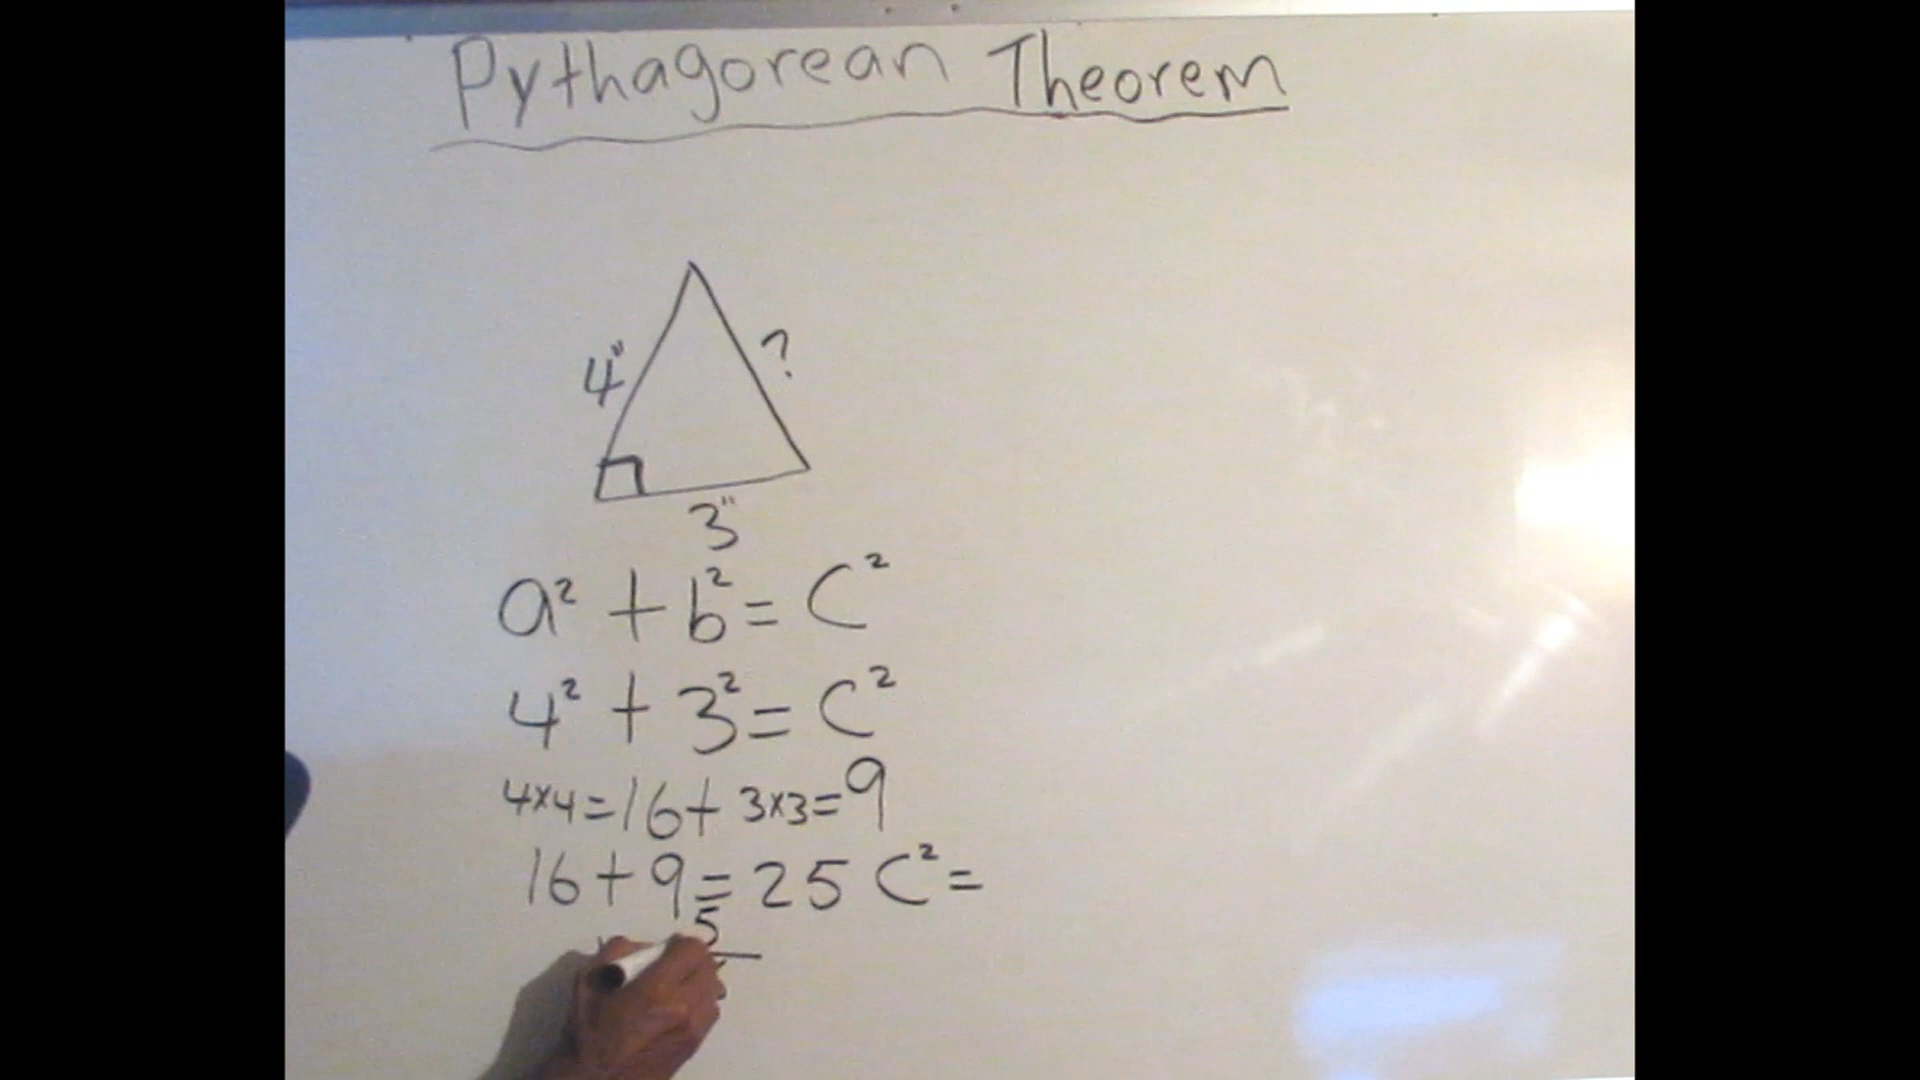 Pythagorean Theorem
4"
?
3"
a² + b² = C²
4² + 3² = C²
4x4=16+ 3x3=9
16+9=25 C²=
5